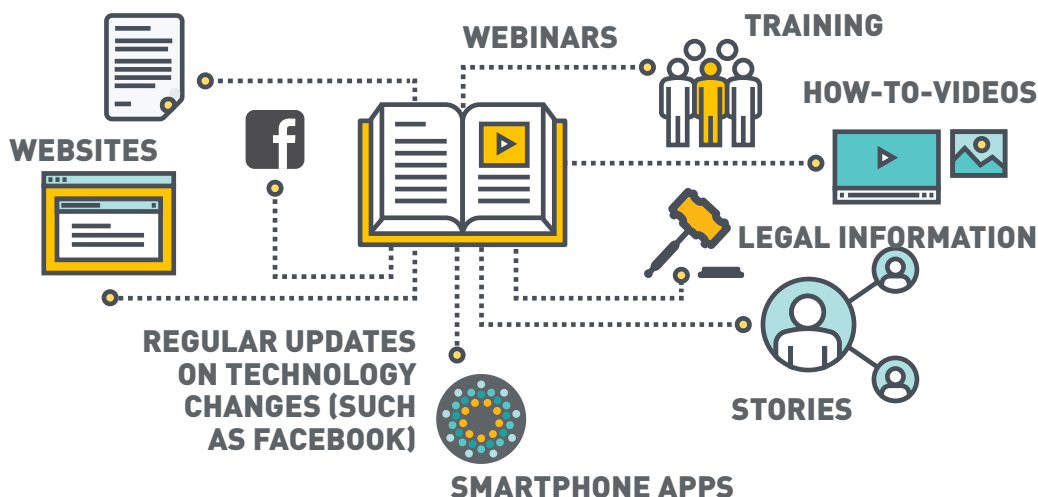 WEBINARS
TRAINING
HOW-TO-VIDEOS
WEBSITES
LEGAL INFORMATION
REGULAR UPDATES
ON TECHNOLOGY
CHANGES (SUCH
AS FACEBOOK)
STORIES
SMARTPHONE APPS